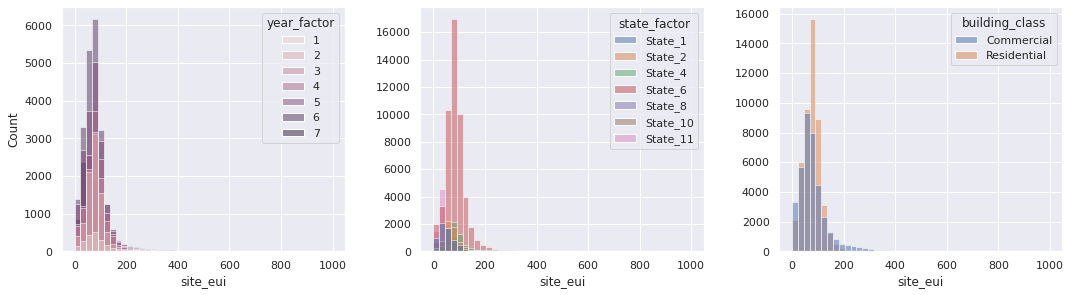 6000
5000
4000
3000
2000
1000
0
Count
0 200 400 600 800 1000
site_eui
year_factor
1
2
3
4
5
6
7
16000
14000
12000
10000
8000
6000
4000
2000
0
0 200 400 600 800 1000
site_eui
state_factor
State_1
State_2
State_4
State_6
State_8
State_10
State_11
16000
14000
12000
10000
8000
6000
4000
2000
0
0 200 400 600 800 1000
site_eui
building_class
Commercial
Residential